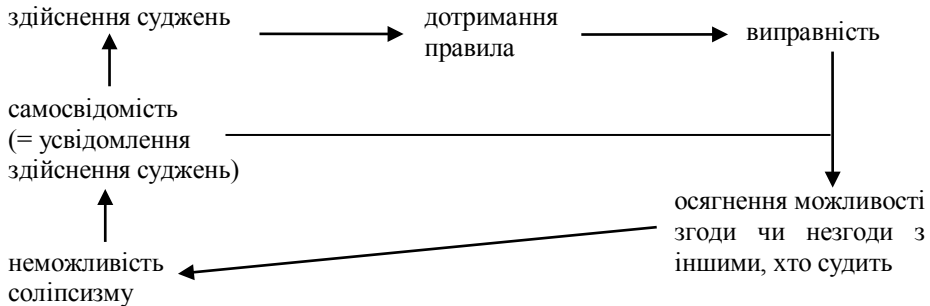 здійснення суджень
дотримання
правила
виправність
самосвідомість
(= усвідомлення
здійснення суджень)
осягнення можливості
згоди чи незгоди з
іншими, хто судить
неможливість
соліпсизму